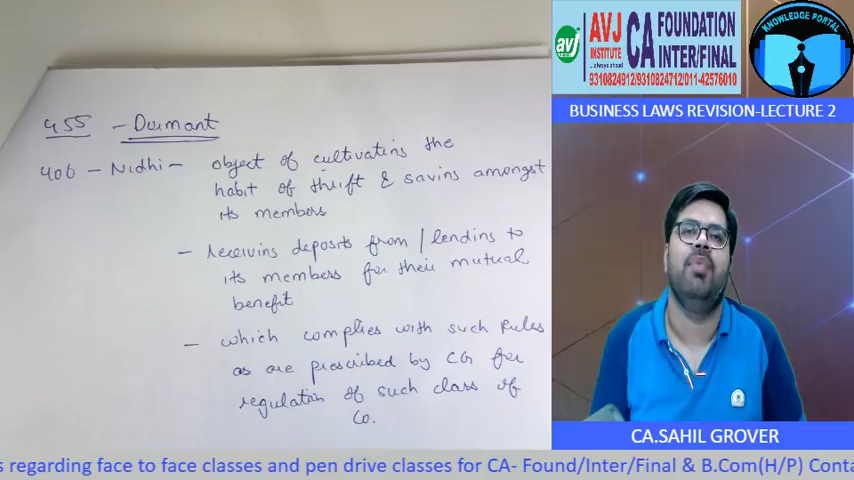 455 - Dormant
406 - Nidhi - object of cultivating the
habit of thrift & saving amongst
its members
- receiving deposits from / lending to
its members for their mutual
benefit
- which complies with such Rules
as are prescribed by CG for
regulation of such class of
Co.
avJ
AVJ
INSTITUTE
...always ahead
CA
FOUNDATION
INTER/FINAL
9310824912/9310824712/011-42576010
KNOWLEDGE PORTAL
BUSINESS LAWS REVISION-LECTURE 2
CA.SAHIL GROVER
s regarding face to face classes and pen drive classes for CA- Found/Inter/Final & B.Com(H/P) Conta